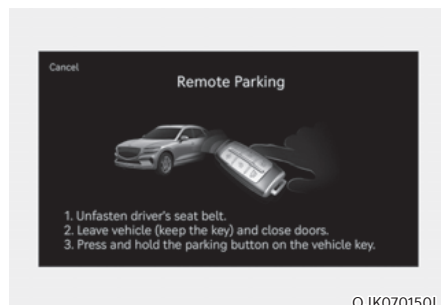 Cancel
Remote Parking
1. Unfasten driver's seat belt.
2. Leave vehicle (keep the key) and close doors.
3. Press and hold the parking button on the vehicle key.
OJK070150L